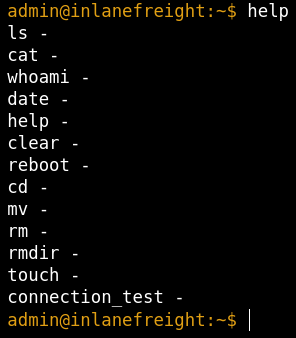 admin@inlanefreight:~$ help
ls -
cat -
whoami -
date -
help -
clear -
reboot -
cd -
mv -
rm -
rmdir -
touch -
connection_test -
admin@inlanefreight:~$